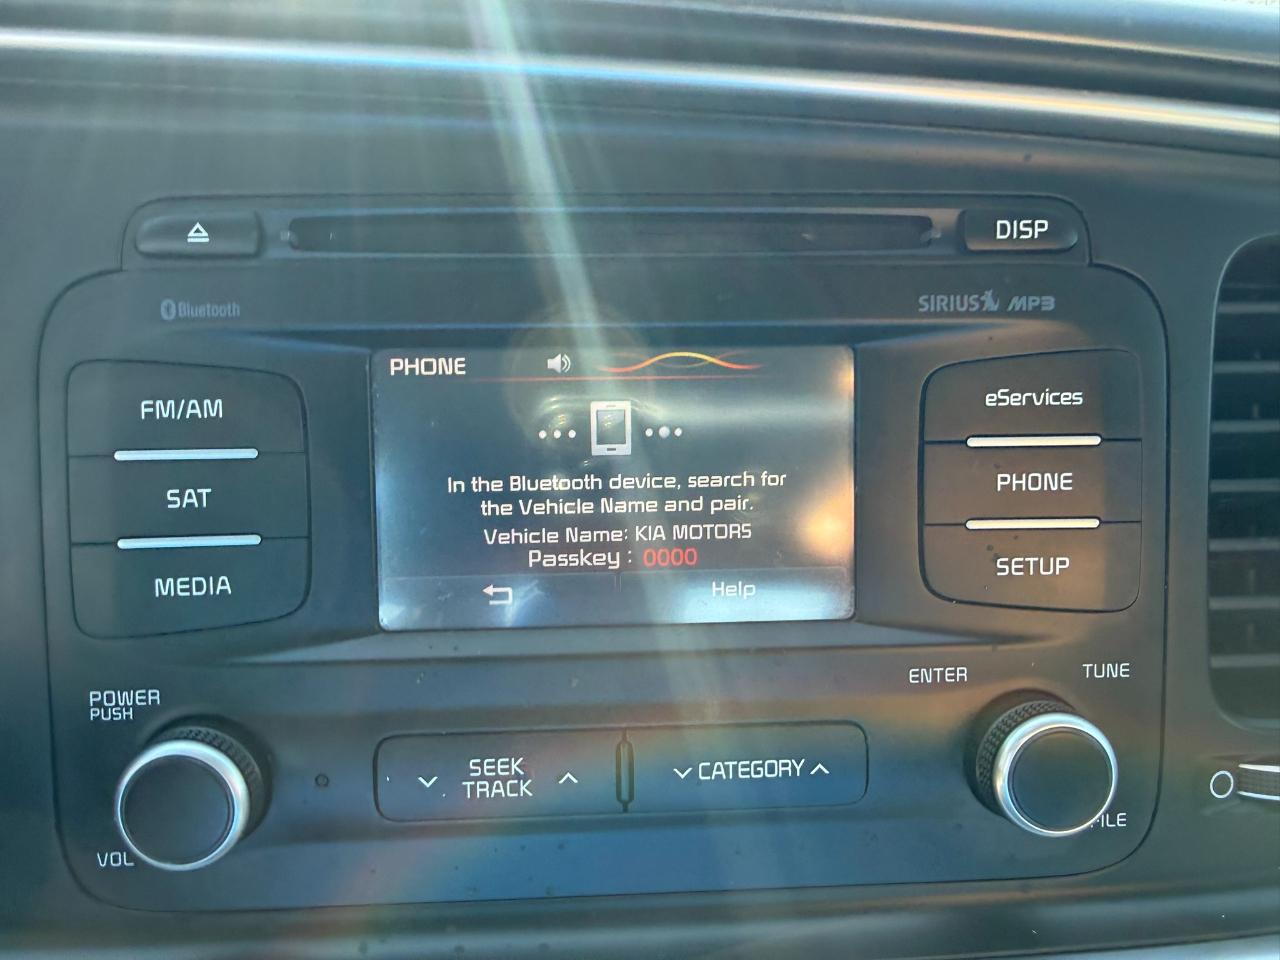 DISP
Bluetooth
SIRIUS MP3
PHONE
FM/AM
SAT
MEDIA
In the Bluetooth device, search for
the Vehicle Name and pair.
Vehicle Name: KIA MOTORS
Passkey : 0000
Help
eServices
PHONE
SETUP
POWER
PUSH
VOL
SEEK
TRACK
CATEGORY
ENTER
TUNE